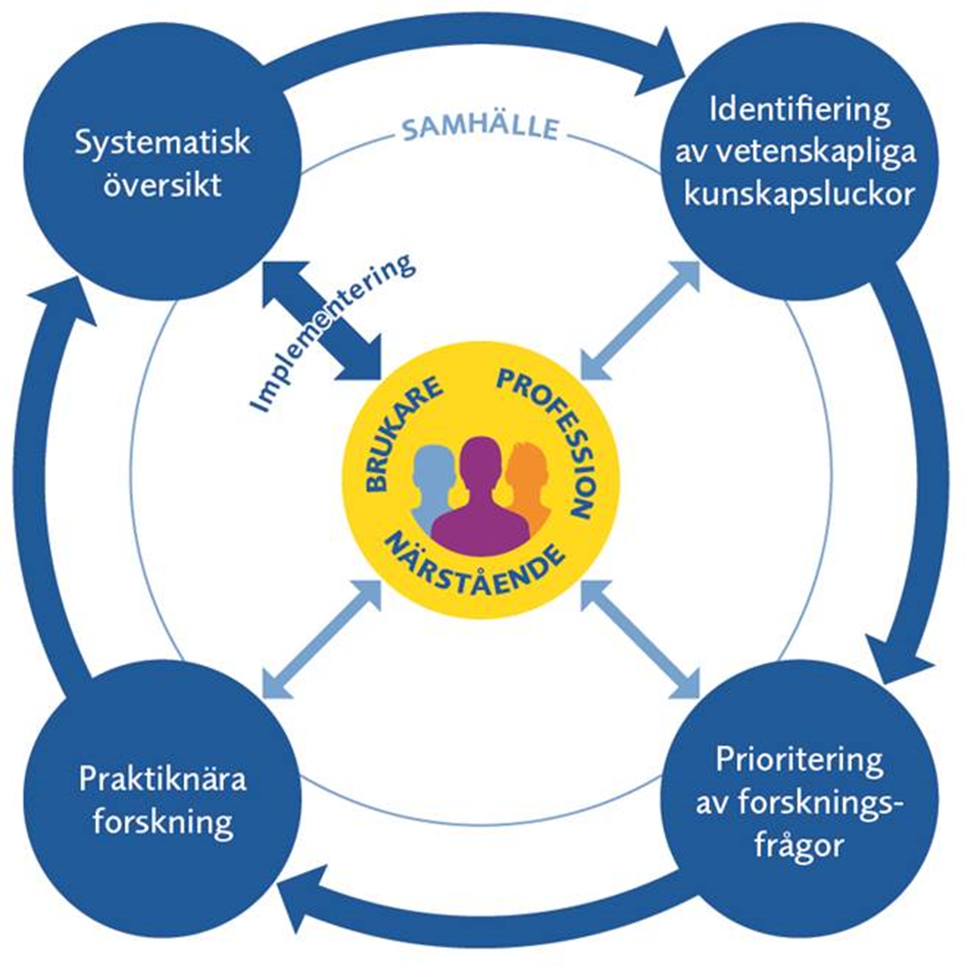 Systematisk
översikt
SAMHÄLLE
Identifiering
av vetenskapliga
kunskapsluckor
Implementering
BRUKARE
PROFESSION
NÄRSTÅENDE
Praktiknära
forskning
Prioritering
av forsknings-
frågor